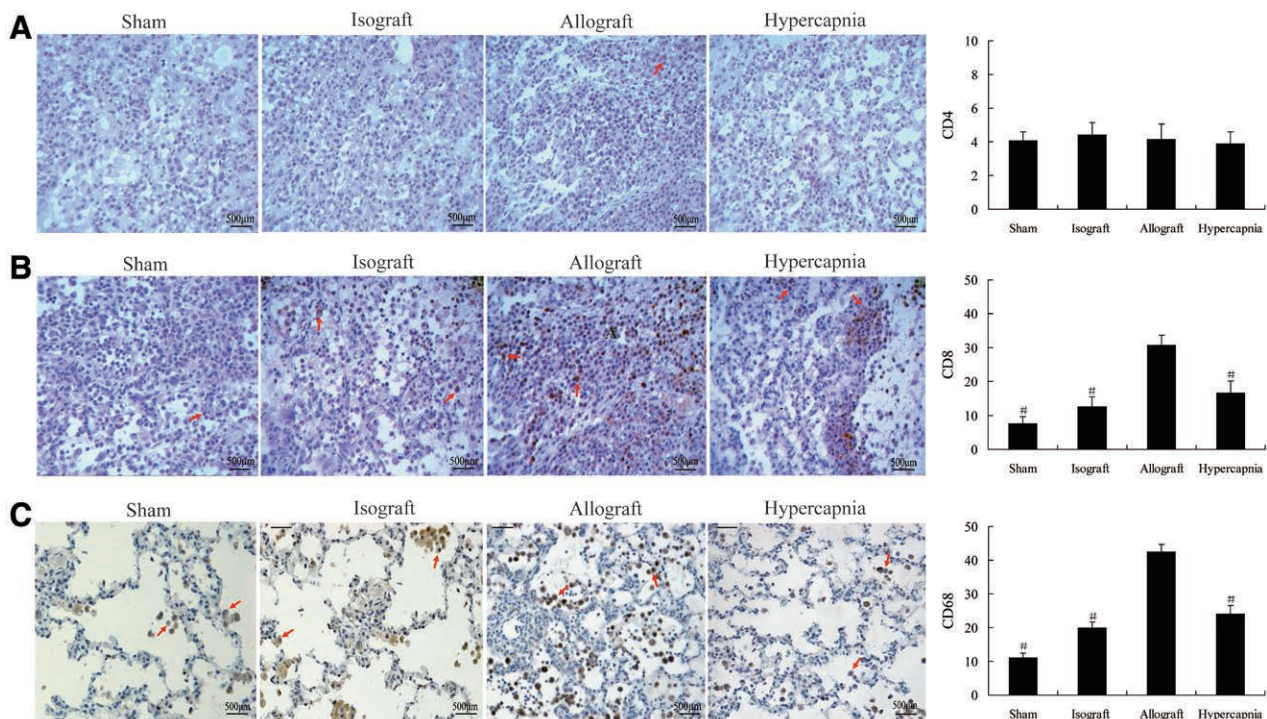 A
Sham
Isograft
Allograft
Hypercapnia
500μm
500μm
500μm
500μm
CD4
10
8
6
4
2
0
Sham
Isograft
Allograft
Hypercapnia
B
Sham
Isograft
Allograft
Hypercapnia
500μm
500μm
500μm
500μm
CD8
50
40
30
20
10
0
#
#
#
Sham
Isograft
Allograft
Hypercapnia
C
Sham
Isograft
Allograft
Hypercapnia
500μm
500μm
500μm
500μm
CD68
50
40
30
20
10
0
#
#
#
Sham
Isograft
Allograft
Hypercapnia